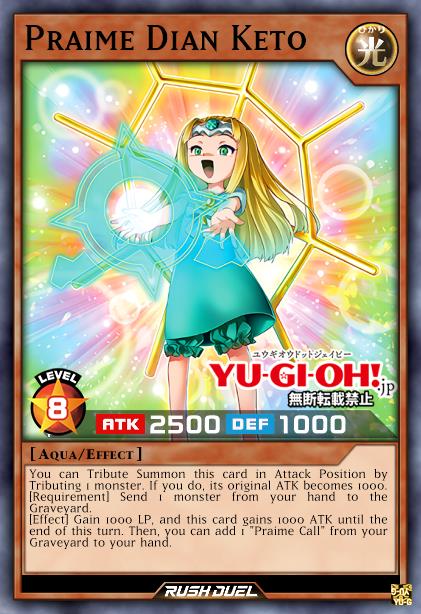 PRAIME DIAN KETO
ひかり
光
ユウギオウドットジェイピー
YU-GI-OH!.jp
無断転載禁止
LEVEL
8
ATK 2500 DEF 1000
[ AQUA/EFFECT ]
You can Tribute Summon this card in Attack Position by
Tributing 1 monster. If you do, its original ATK becomes 1000.
[Requirement] Send 1 monster from your hand to the
Graveyard.
[Effect] Gain 1000 LP, and this card gains 1000 ATK until the
end of this turn. Then, you can add 1 "Praime Call" from your
Graveyard to your hand.
RUSH DUEL